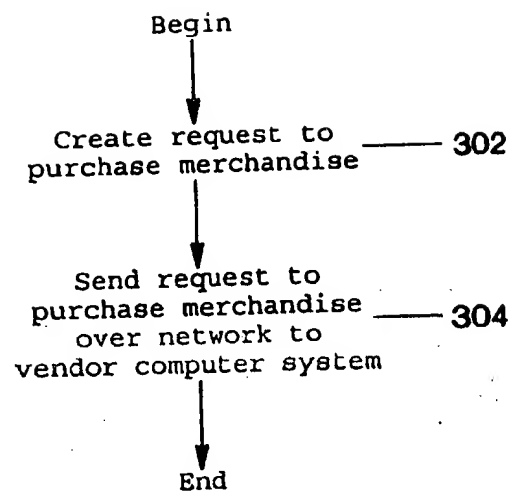 Begin
Create request to
purchase merchandise
302
Send request to
purchase merchandise
over network to
vendor computer system
304
End